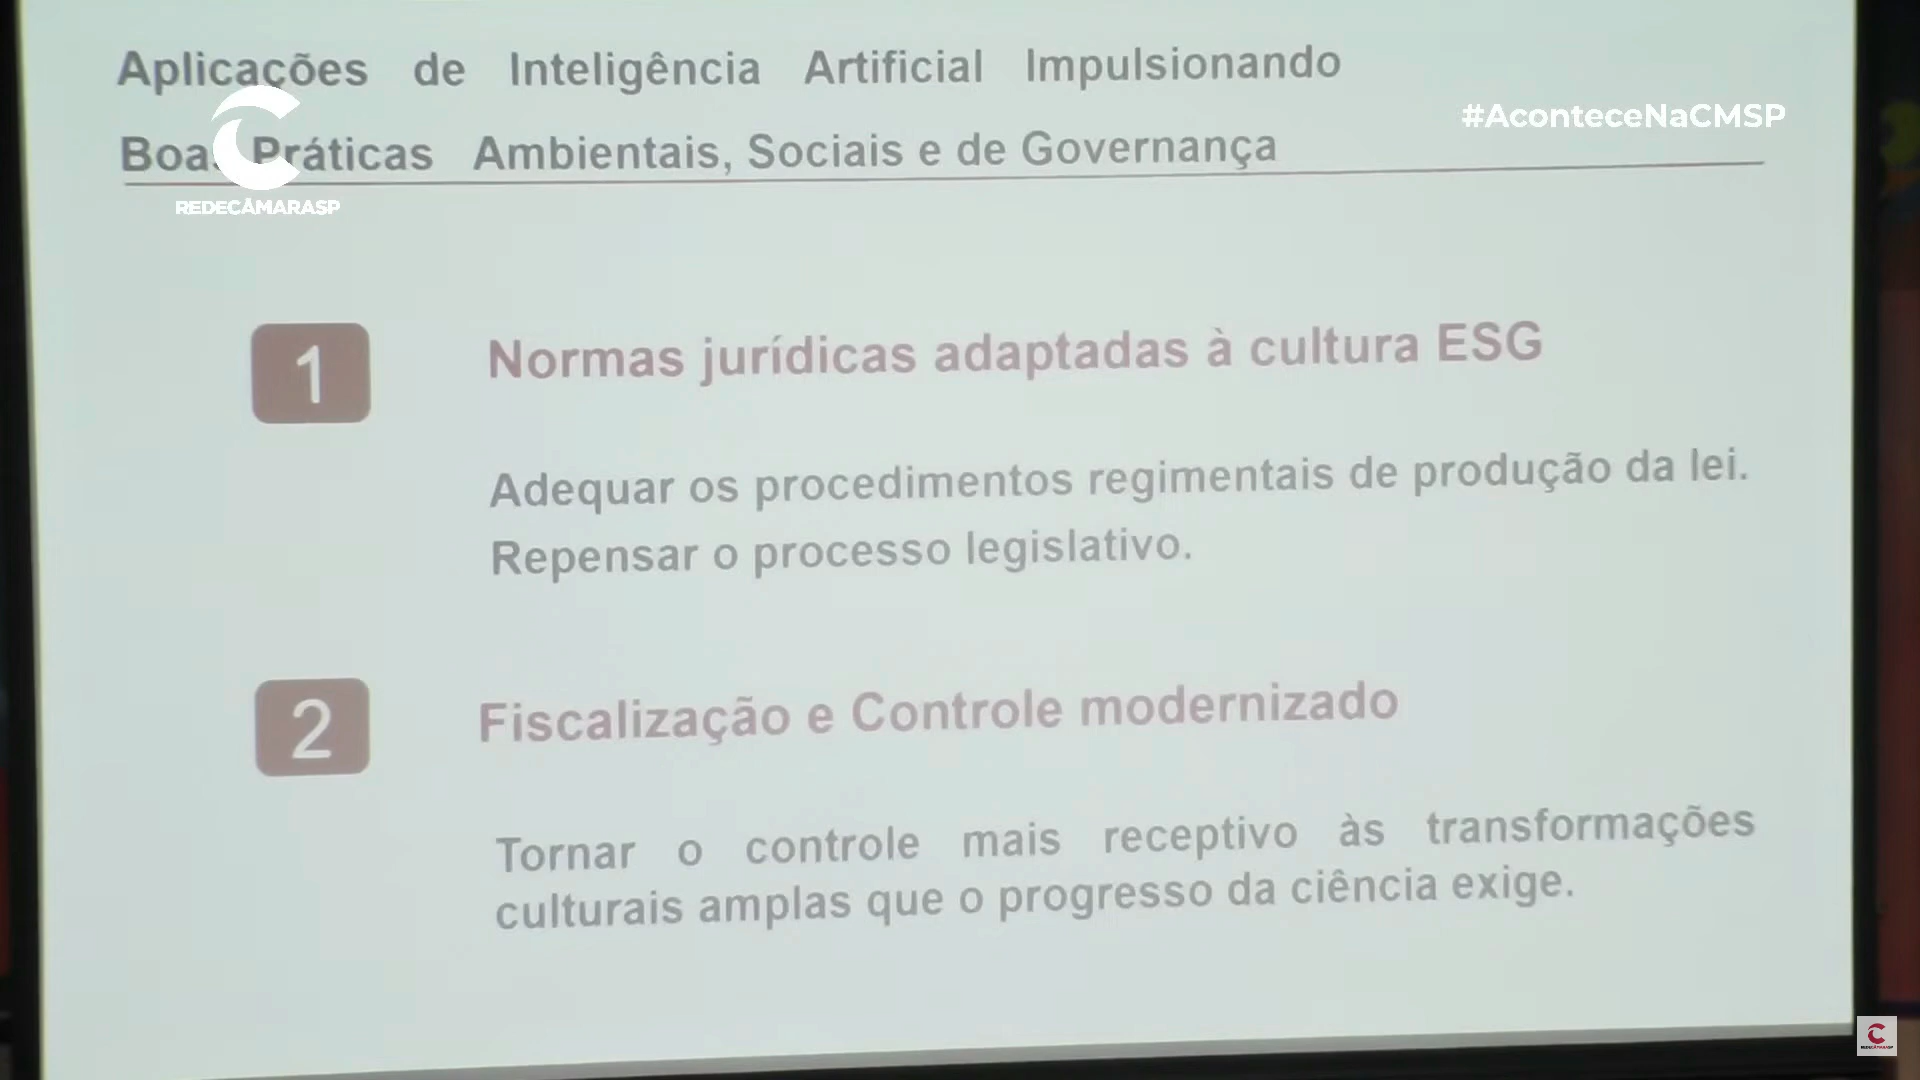 Aplicações de Inteligência Artificial Impulsionando
#AconteceNaCMSP
Boas Práticas Ambientais, Sociais e de Governança
REDECÂMARASP
1
Normas jurídicas adaptadas à cultura ESG
Adequar os procedimentos regimentais de produção da lei.
Repensar o processo legislativo.
2
Fiscalização e Controle modernizado
Tornar o controle mais receptivo às transformações
culturais amplas que o progresso da ciência exige.
REDECÂMARASP